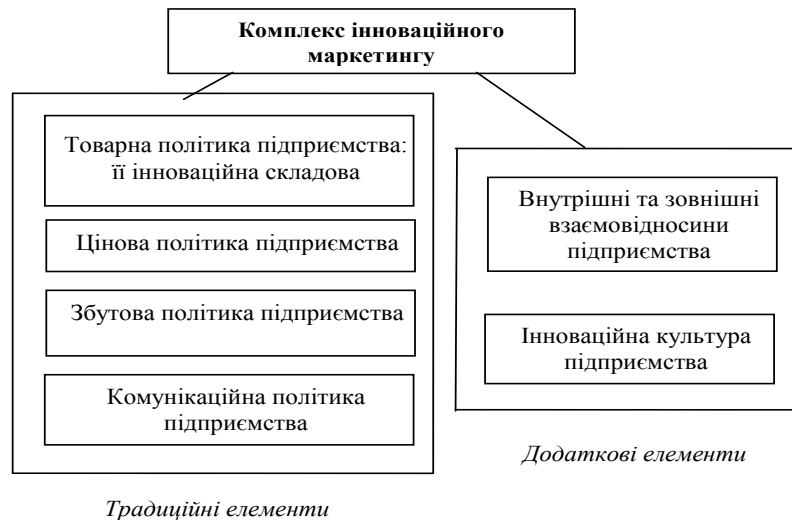 Комплекс інноваційного
маркетингу
Товарна політика підприємства:
її інноваційна складова
Цінова політика підприємства
Збутова політика підприємства
Комунікаційна політика
підприємства
Традиційні елементи
Внутрішні та зовнішні
взаємовідносини
підприємства
Інноваційна культура
підприємства
Додаткові елементи